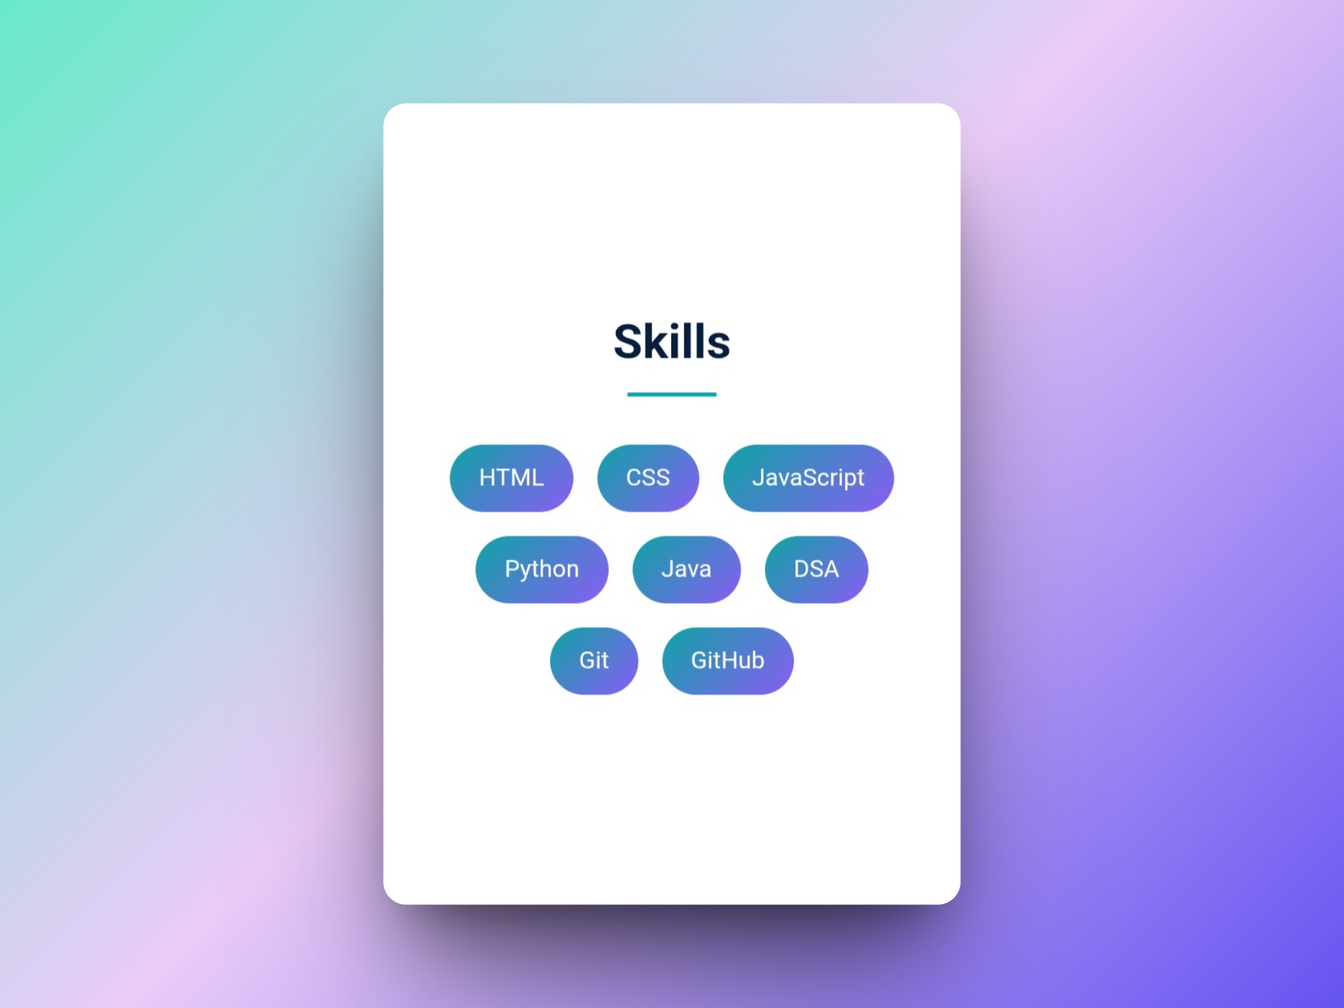 Skills
HTML CSS JavaScript
Python Java DSA
Git GitHub